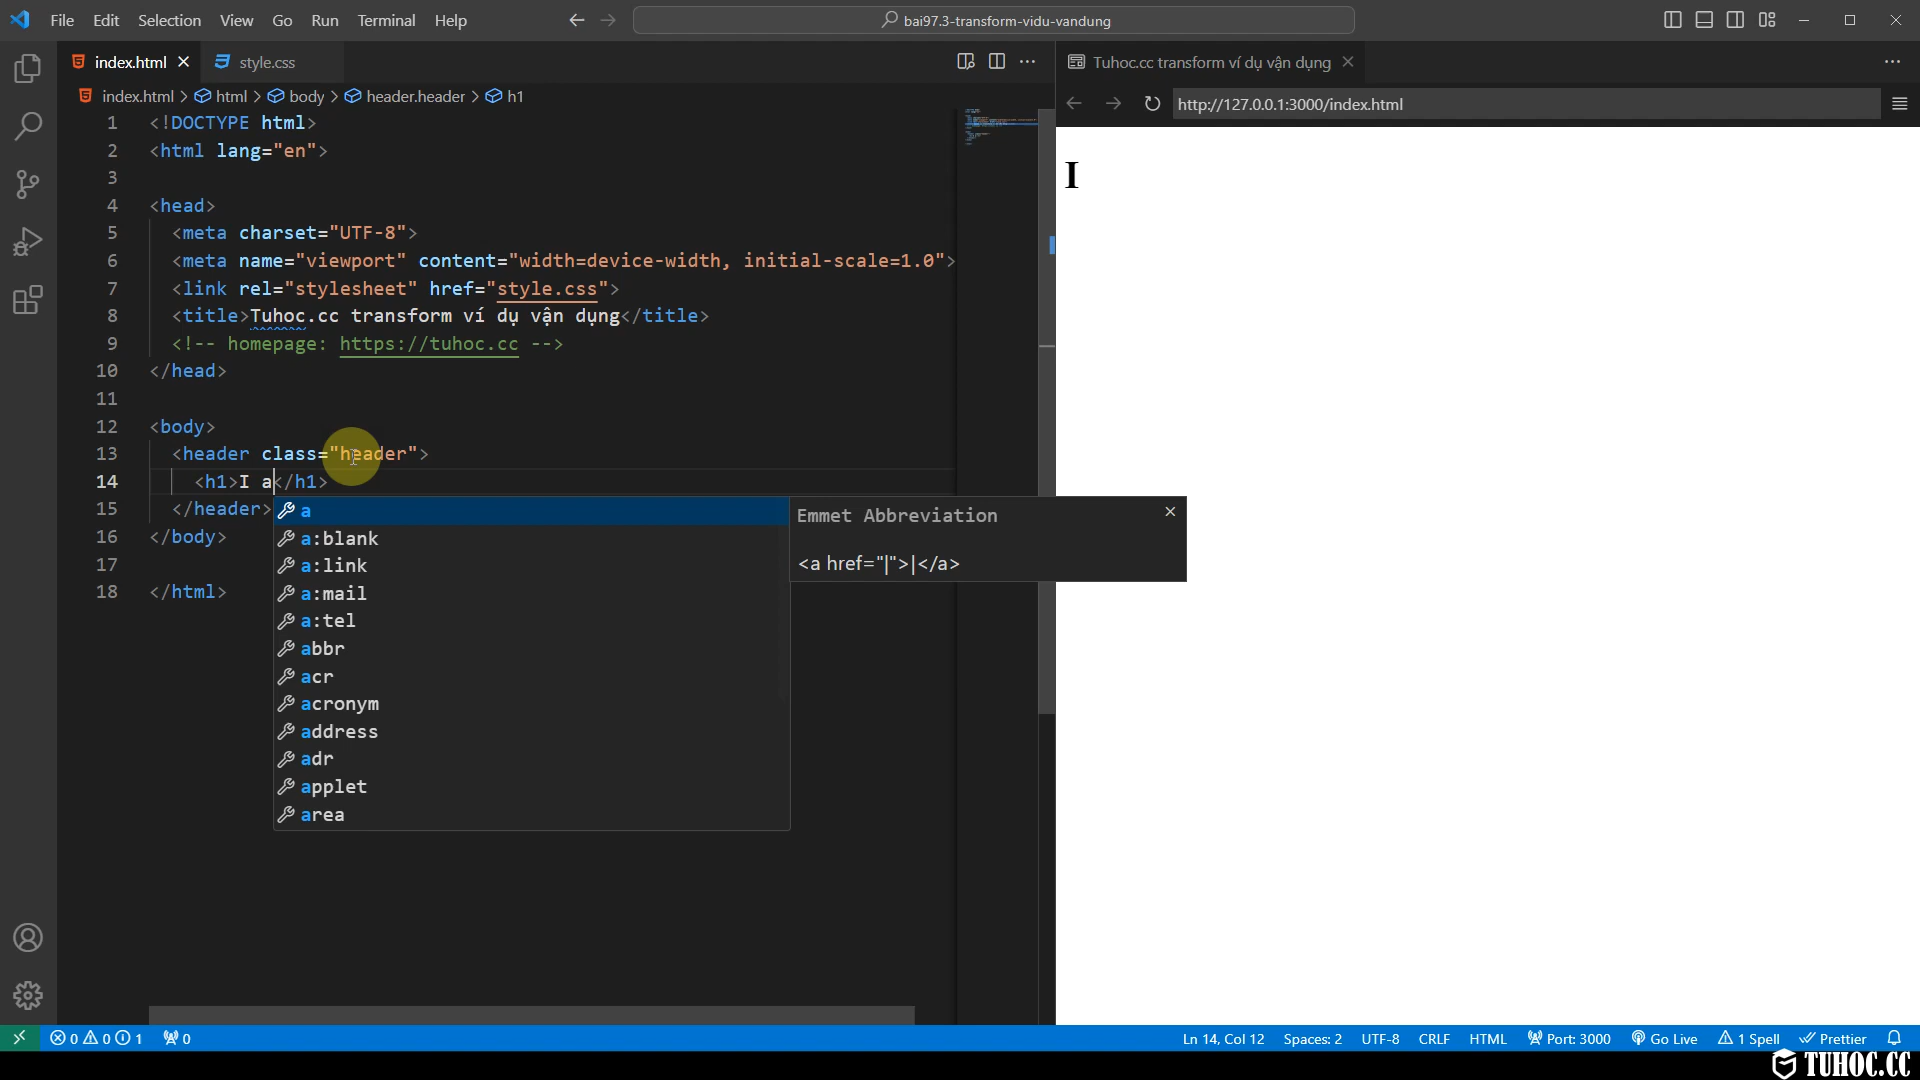 File Edit Selection View Go Run Terminal Help
bai97.3-transform-vidu-vandung
index.html
style.css
Tuhoc.cc transform ví dụ vận dụng
index.html > html > body > header.header > h1
http://127.0.0.1:3000/index.html
1 <!DOCTYPE html>
2 <html lang="en">
3
4 <head>
5 <meta charset="UTF-8">
6 <meta name="viewport" content="width=device-width, initial-scale=1.0">
7 <link rel="stylesheet" href="style.css">
8 <title>Tuhoc.cc transform ví dụ vận dụng</title>
9 <!-- homepage: https://tuhoc.cc -->
10 </head>
11
12 <body>
13 <header class="header">
14 <h1>I a</h1>
15 </header>
16 </body>
17
18 </html>
a
a:blank
a:link
a:mail
a:tel
abbr
acr
acronym
address
adr
applet
area
Emmet Abbreviation
<a href="|">|</a>
I
0 0 1 0
Ln 14, Col 12 Spaces: 2 UTF-8 CRLF HTML Port: 3000 Go Live 1 Spell Prettier
TUHOC.CC